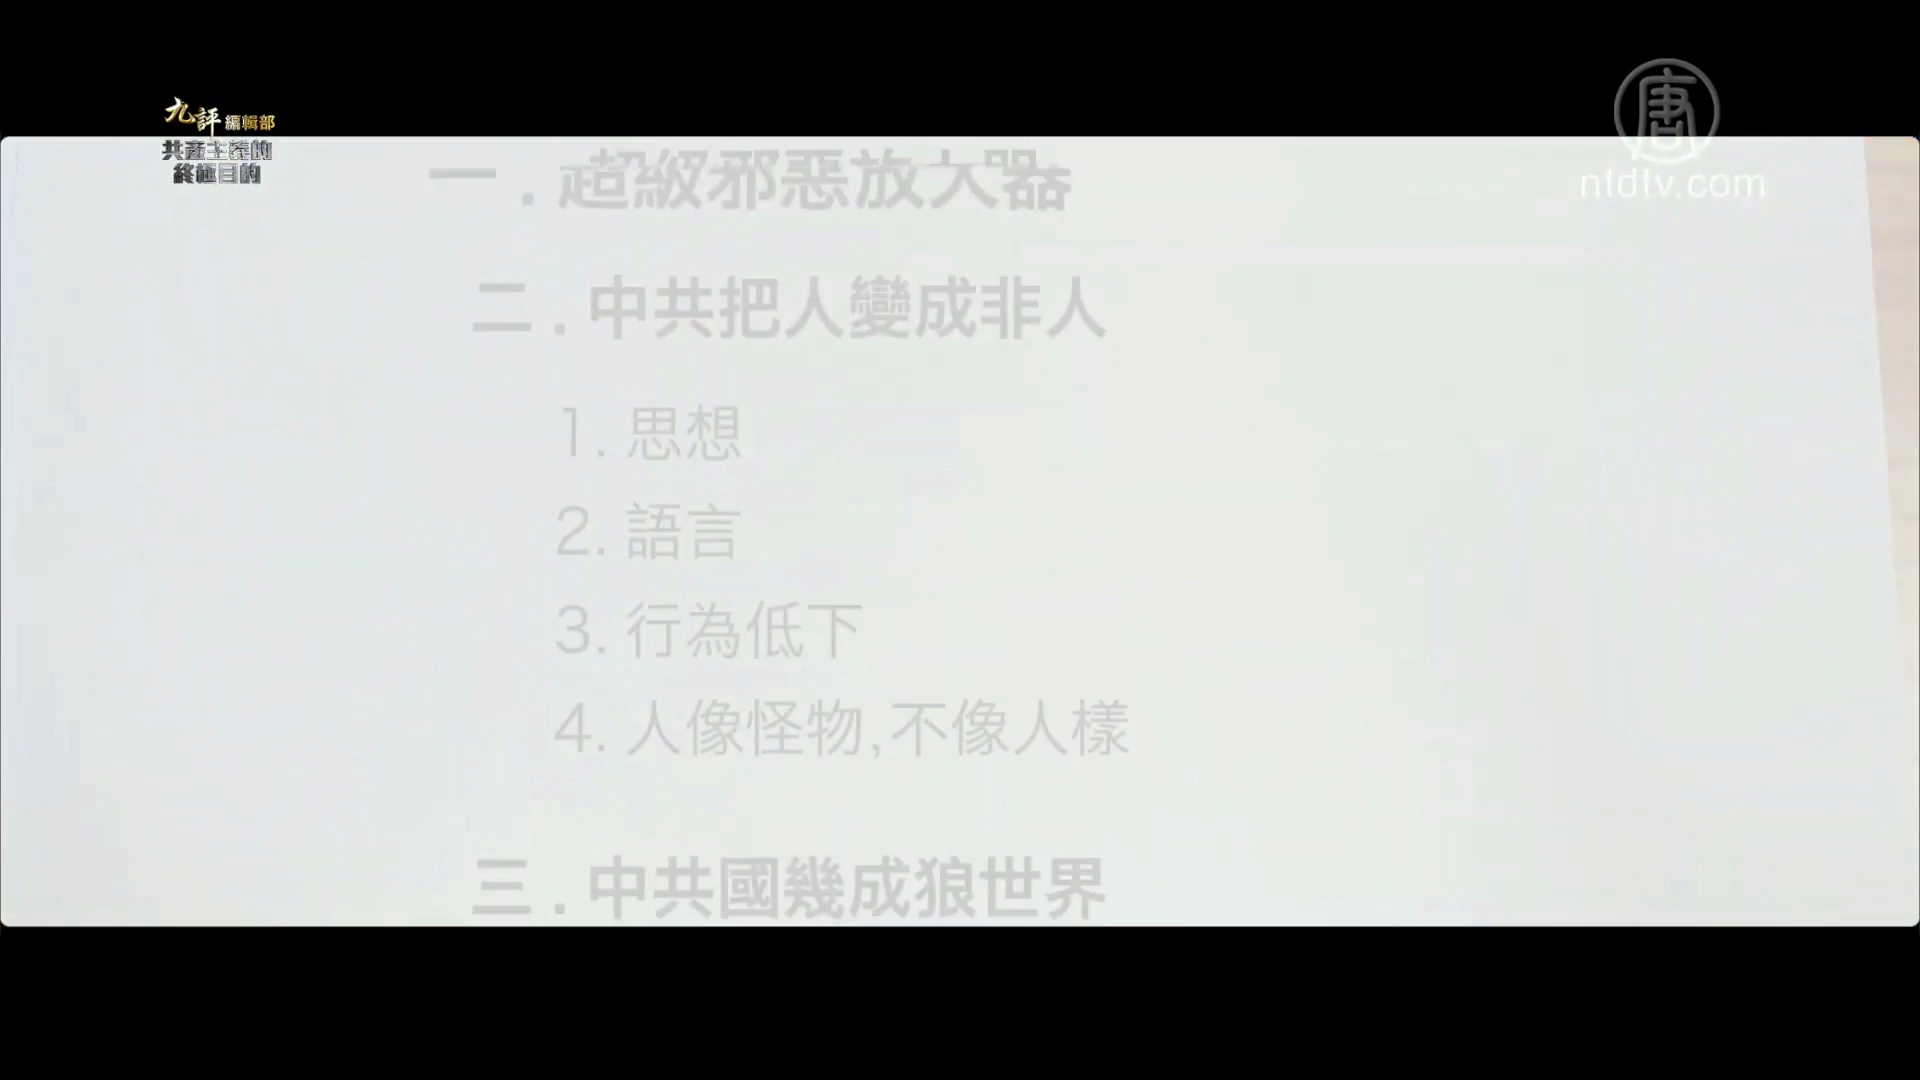 九評編輯部
共產主義的
終極目的
唐
ntdtv.com
一.超級邪惡放大器
二.中共把人變成非人
1.思想
2.語言
3.行為低下
4.人像怪物,不像人樣
三.中共國幾成狼世界